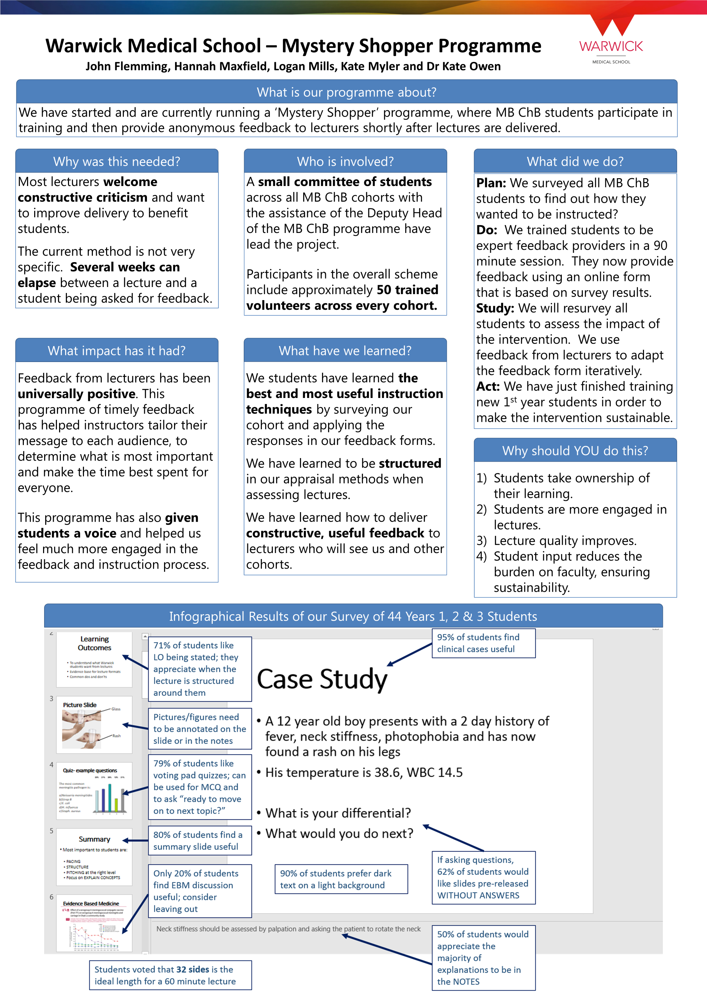 Warwick Medical School – Mystery Shopper Programme
John Flemming, Hannah Maxfield, Logan Mills, Kate Myler and Dr Kate Owen
WARWICK
MEDICAL SCHOOL
What is our programme about?
We have started and are currently running a ‘Mystery Shopper’ programme, where MB ChB students participate in
training and then provide anonymous feedback to lecturers shortly after lectures are delivered.
Why was this needed?
Most lecturers welcome
constructive criticism and want
to improve delivery to benefit
students.
The current method is not very
specific. Several weeks can
elapse between a lecture and a
student being asked for feedback.
Who is involved?
A small committee of students
across all MB ChB cohorts with
the assistance of the Deputy Head
of the MB ChB programme have
lead the project.
Participants in the overall scheme
include approximately 50 trained
volunteers across every cohort.
What did we do?
Plan: We surveyed all MB ChB
students to find out how they
wanted to be instructed?
Do: We trained students to be
expert feedback providers in a 90
minute session. They now provide
feedback using an online form
that is based on survey results.
Study: We will resurvey all
students to assess the impact of
the intervention. We use
feedback from lecturers to adapt
the feedback form iteratively.
Act: We have just finished training
new 1st year students in order to
make the intervention sustainable.
What impact has it had?
Feedback from lecturers has been
universally positive. This
programme of timely feedback
has helped instructors tailor their
message to each audience, to
determine what is most important
and make the time best spent for
everyone.
This programme has also given
students a voice and helped us
feel much more engaged in the
feedback and instruction process.
What have we learned?
We students have learned the
best and most useful instruction
techniques by surveying our
cohort and applying the
responses in our feedback forms.
We have learned to be structured
in our appraisal methods when
assessing lectures.
We have learned how to deliver
constructive, useful feedback to
lecturers who will see us and other
cohorts.
Why should YOU do this?
1) Students take ownership of
their learning.
2) Students are more engaged in
lectures.
3) Lecture quality improves.
4) Student input reduces the
burden on faculty, ensuring
sustainability.
Infographical Results of our Survey of 44 Years 1, 2 & 3 Students
2
Learning
Outcomes
• To understand what Warwick
students want from lectures
• Evidence base for lecture formats
• Common dos and don'ts
71% of students like
LO being stated; they
appreciate when the
lecture is structured
around them
3
Picture Slide
Glass
Rash
Pictures/figures need
to be annotated on the
slide or in the notes
4
Quiz- example questions
The most common
meningitis pathogen is:
a)Neisseria meningitides
b)Strep B
c)E. coli
d)H. influenza
e)Staph. aureus
79% of students like
voting pad quizzes; can
be used for MCQ and
to ask “ready to move
on to next topic?”
5
Summary
• Most important to students are:
• PACING
• STRUCTURE
• PITCHING at the right level
• Focus on EXPLAIN CONCEPTS
80% of students find a
summary slide useful
6
Evidence Based Medicine
Effect of a serogroup A meningococcal conjugate vaccine
(PsA-TT) on serogroup A meningococcal meningitis and
carriage in Chad: a community study
Only 20% of students
find EBM discussion
useful; consider
leaving out
95% of students find
clinical cases useful
Case Study
• A 12 year old boy presents with a 2 day history of
fever, neck stiffness, photophobia and has now
found a rash on his legs
• His temperature is 38.6, WBC 14.5
• What is your differential?
• What would you do next?
90% of students prefer dark
text on a light background
If asking questions,
62% of students would
like slides pre-released
WITHOUT ANSWERS
Neck stiffness should be assessed by palpation and asking the patient to rotate the neck
50% of students would
appreciate the
majority of
explanations to be in
the NOTES
Students voted that 32 sides is the
ideal length for a 60 minute lecture